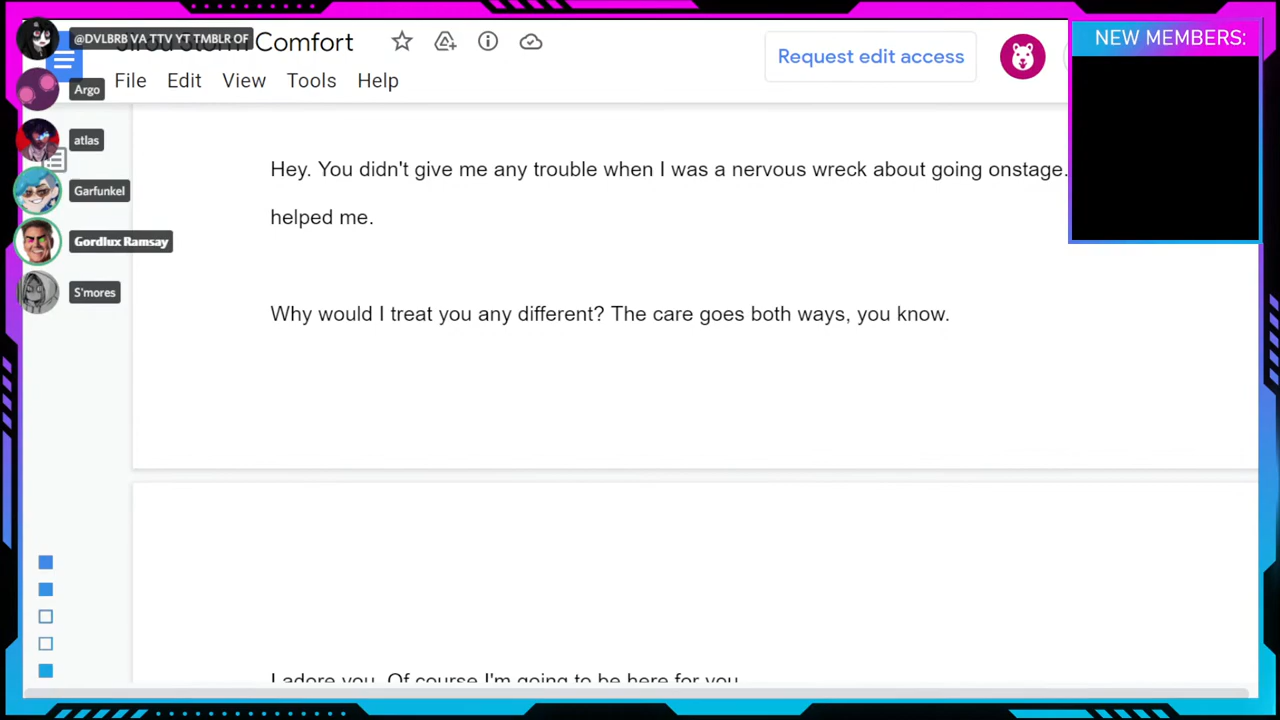 @DVLBRB VA TTV YT TMBLR OF
Storm Comfort
NEW MEMBERS:
Request edit access
File Edit View Tools Help
Argo
atlas
Garfunkel
Gordlux Ramsay
S'mores
Hey. You didn't give me any trouble when I was a nervous wreck about going onstage.
helped me.
Why would I treat you any different? The care goes both ways, you know.
I adore you. Of course I'm going to be here for you